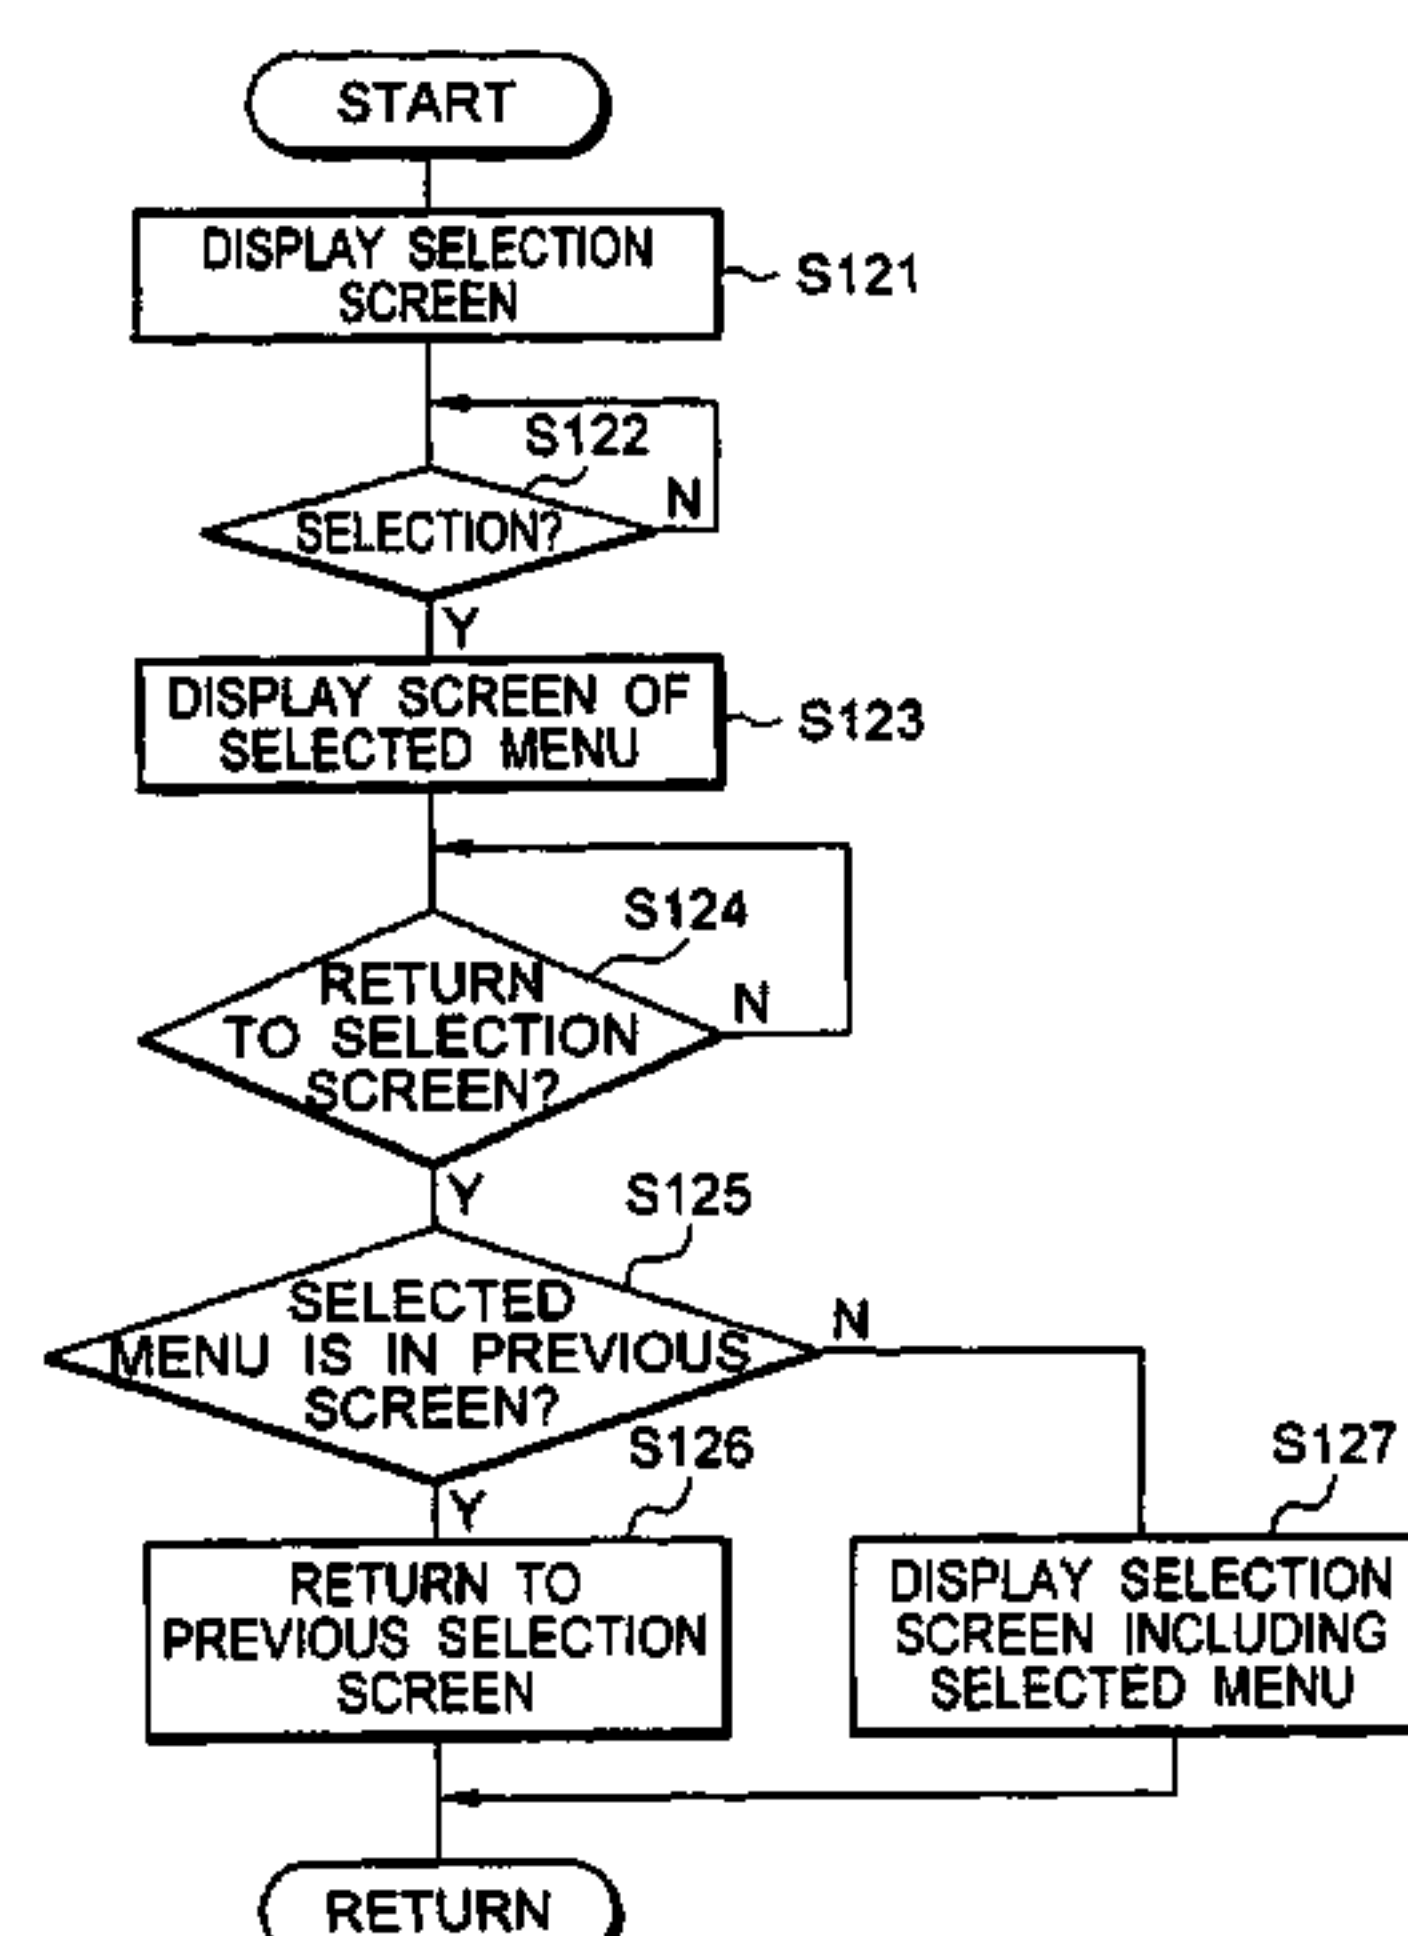 START
DISPLAY SELECTION
SCREEN
S121
S122
SELECTION?
N
Y
DISPLAY SCREEN OF
SELECTED MENU
S123
S124
RETURN
TO SELECTION
SCREEN?
N
Y
S125
SELECTED
MENU IS IN PREVIOUS
SCREEN?
N
Y
S126
RETURN TO
PREVIOUS SELECTION
SCREEN
S127
DISPLAY SELECTION
SCREEN INCLUDING
SELECTED MENU
RETURN